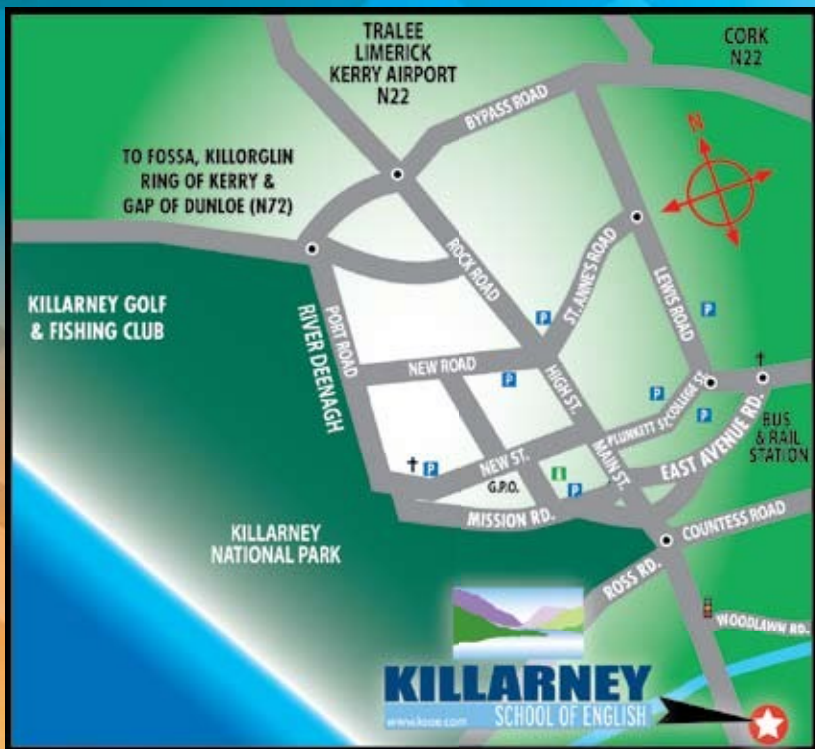 TRALEE
LIMERICK
KERRY AIRPORT
N22
CORK
N22
BYPASS ROAD
N
TO FOSSA, KILLORGLIN
RING OF KERRY &
GAP OF DUNLOE (N72)
ROCK ROAD
ST. ANNE'S ROAD
LEWIS ROAD
KILLARNEY GOLF
& FISHING CLUB
PORT ROAD
RIVER DEENAGH
P
P
NEW ROAD
P
HIGH ST.
P
COLLEGE ST.
PLUNKETT ST.
P
BUS
& RAIL
STATION
EAST AVENUE RD.
MAIN ST.
NEW ST.
P
i
G.P.O.
P
MISSION RD.
KILLARNEY
NATIONAL PARK
COUNTESS ROAD
ROSS RD.
WOODLAWN RD.
KILLARNEY
www.ksoe.com
SCHOOL OF ENGLISH